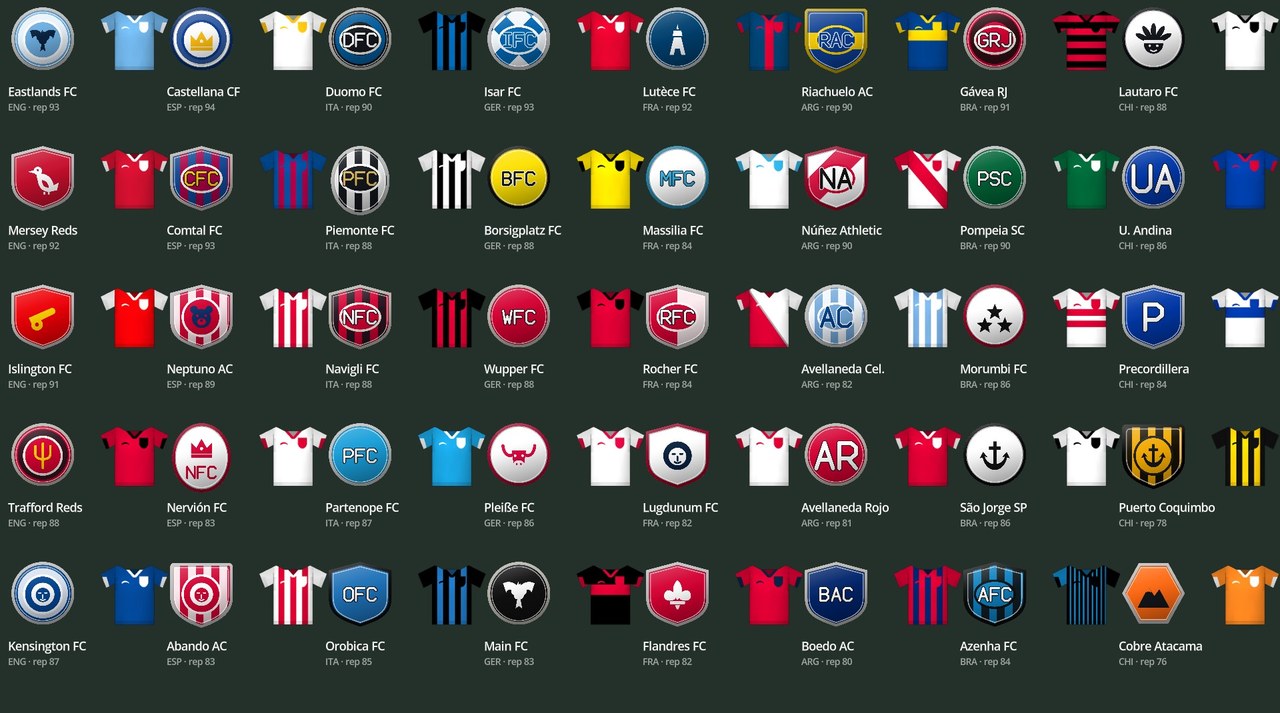 DFC
IFC
RAC
GRJ
Eastlands FC
ENG · rep 93
Castellana CF
ESP · rep 94
Duomo FC
ITA · rep 90
Isar FC
GER · rep 93
Lutèce FC
FRA · rep 92
Riachuelo AC
ARG · rep 90
Gávea RJ
BRA · rep 91
Lautaro FC
CHI · rep 88
CFC
PFC
BFC
MFC
NA
PSC
UA
Mersey Reds
ENG · rep 92
Comtal FC
ESP · rep 93
Piemonte FC
ITA · rep 88
Borsigplatz FC
GER · rep 88
Massilia FC
FRA · rep 84
Núñez Athletic
ARG · rep 90
Pompeia SC
BRA · rep 90
U. Andina
CHI · rep 86
NFC
WFC
RFC
AC
P
Islington FC
ENG · rep 91
Neptuno AC
ESP · rep 89
Navigli FC
ITA · rep 88
Wupper FC
GER · rep 88
Rocher FC
FRA · rep 84
Avellaneda Cel.
ARG · rep 82
Morumbi FC
BRA · rep 86
Precordillera
CHI · rep 84
NFC
PFC
AR
Trafford Reds
ENG · rep 88
Nervión FC
ESP · rep 83
Partenope FC
ITA · rep 87
Pleiße FC
GER · rep 86
Lugdunum FC
FRA · rep 82
Avellaneda Rojo
ARG · rep 81
São Jorge SP
BRA · rep 86
Puerto Coquimbo
CHI · rep 78
OFC
BAC
AFC
Kensington FC
ENG · rep 87
Abando AC
ESP · rep 83
Orobica FC
ITA · rep 85
Main FC
GER · rep 83
Flandres FC
FRA · rep 82
Boedo AC
ARG · rep 80
Azenha FC
BRA · rep 84
Cobre Atacama
CHI · rep 76